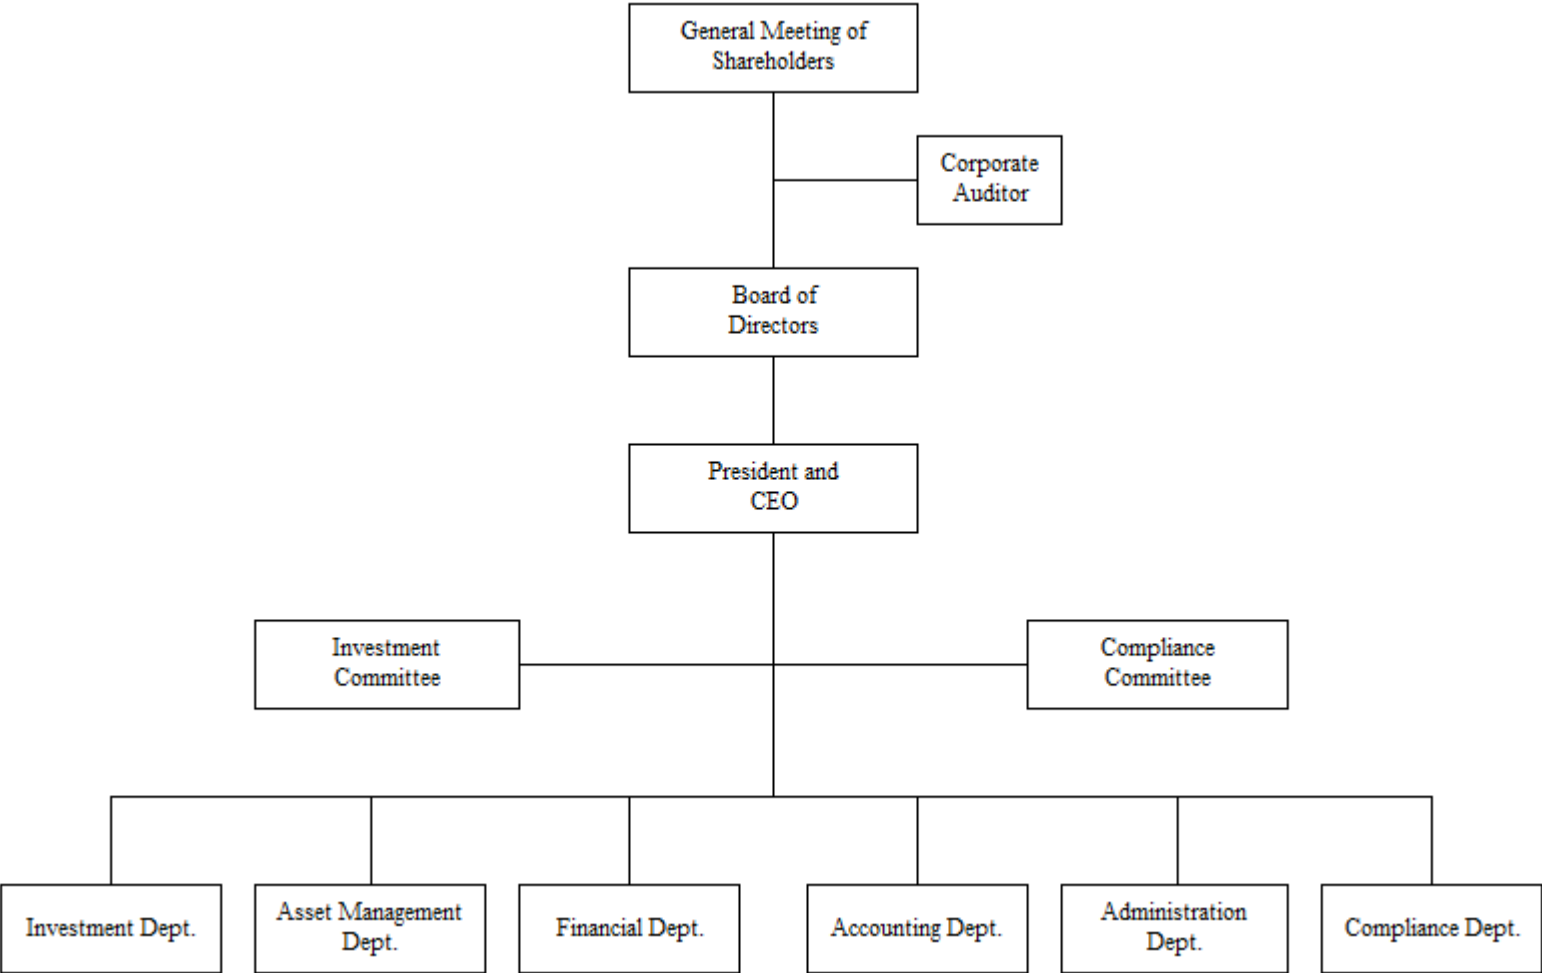 General Meeting of
Shareholders
Corporate
Auditor
Board of
Directors
President and
CEO
Investment
Committee
Compliance
Committee
Investment Dept.
Asset Management
Dept.
Financial Dept.
Accounting Dept.
Administration
Dept.
Compliance Dept.